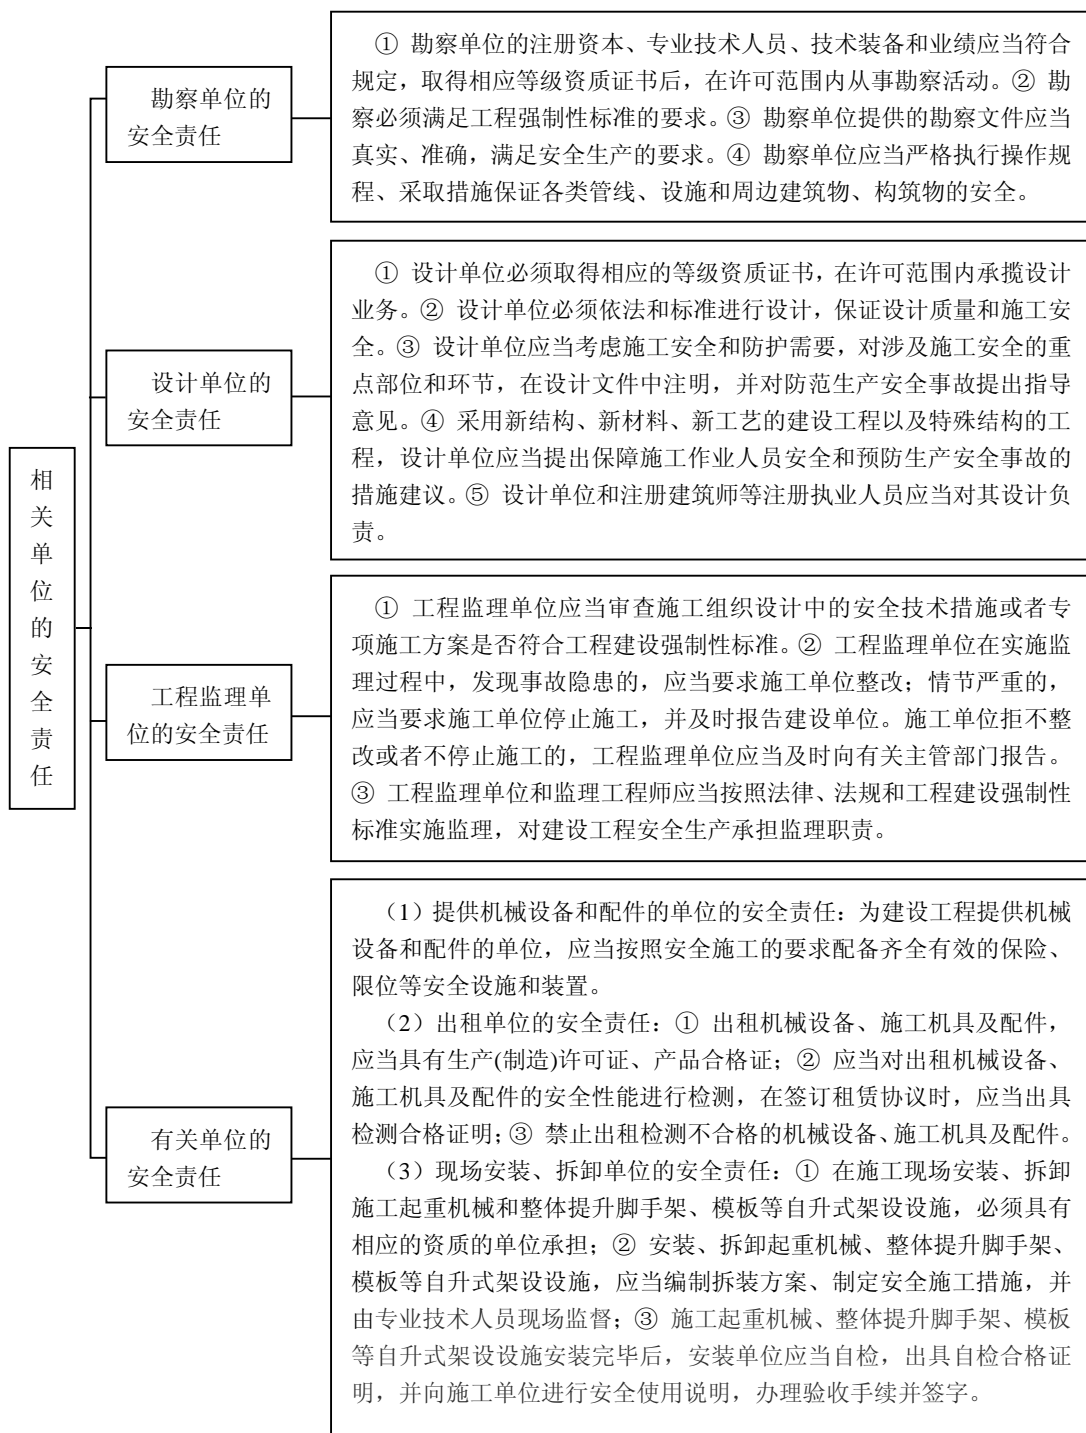 相
关
单
位
的
安
全
责
任
勘察单位的
安全责任
① 勘察单位的注册资本、专业技术人员、技术装备和业绩应当符合
规定，取得相应等级资质证书后，在许可范围内从事勘察活动。② 勘
察必须满足工程强制性标准的要求。③ 勘察单位提供的勘察文件应当
真实、准确，满足安全生产的要求。④ 勘察单位应当严格执行操作规
程、采取措施保证各类管线、设施和周边建筑物、构筑物的安全。
设计单位的
安全责任
① 设计单位必须取得相应的等级资质证书，在许可范围内承揽设计
业务。② 设计单位必须依法和标准进行设计，保证设计质量和施工安
全。③ 设计单位应当考虑施工安全和防护需要，对涉及施工安全的重
点部位和环节，在设计文件中注明，并对防范生产安全事故提出指导
意见。④ 采用新结构、新材料、新工艺的建设工程以及特殊结构的工
程，设计单位应当提出保障施工作业人员安全和预防生产安全事故的
措施建议。⑤ 设计单位和注册建筑师等注册执业人员应当对其设计负
责。
工程监理单
位的安全责任
① 工程监理单位应当审查施工组织设计中的安全技术措施或者专
项施工方案是否符合工程建设强制性标准。② 工程监理单位在实施监
理过程中，发现事故隐患的，应当要求施工单位整改；情节严重的，
应当要求施工单位停止施工，并及时报告建设单位。施工单位拒不整
改或者不停止施工的，工程监理单位应当及时向有关主管部门报告。
③ 工程监理单位和监理工程师应当按照法律、法规和工程建设强制性
标准实施监理，对建设工程安全生产承担监理职责。
有关单位的
安全责任
（1）提供机械设备和配件的单位的安全责任：为建设工程提供机械
设备和配件的单位，应当按照安全施工的要求配备齐全有效的保险、
限位等安全设施和装置。
（2）出租单位的安全责任：① 出租机械设备、施工机具及配件，
应当具有生产(制造)许可证、产品合格证；② 应当对出租机械设备、
施工机具及配件的安全性能进行检测，在签订租赁协议时，应当出具
检测合格证明；③ 禁止出租检测不合格的机械设备、施工机具及配件。
（3）现场安装、拆卸单位的安全责任：① 在施工现场安装、拆卸
施工起重机械和整体提升脚手架、模板等自升式架设设施，必须具有
相应的资质的单位承担；② 安装、拆卸起重机械、整体提升脚手架、
模板等自升式架设设施，应当编制拆装方案、制定安全施工措施，并
由专业技术人员现场监督；③ 施工起重机械、整体提升脚手架、模板
等自升式架设设施安装完毕后，安装单位应当自检，出具自检合格证
明，并向施工单位进行安全使用说明，办理验收手续并签字。